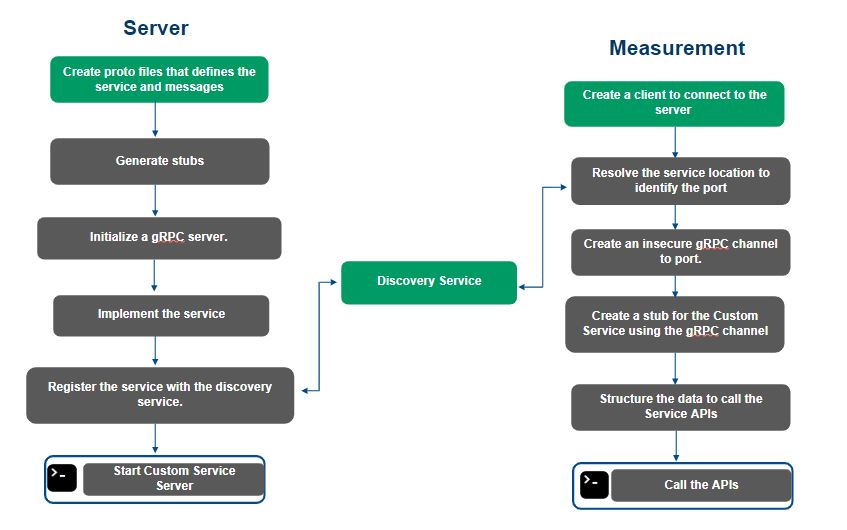 Server
Create proto files that defines the
service and messages
Generate stubs
Initialize a gRPC server.
Implement the service
Register the service with the discovery
service.
>-
Start Custom Service
Server
Discovery Service
Measurement
Create a client to connect to the
server
Resolve the service location to
identify the port
Create an insecure gRPC channel
to port.
Create a stub for the Custom
Service using the gRPC channel
Structure the data to call the
Service APIs
>-
Call the APIs